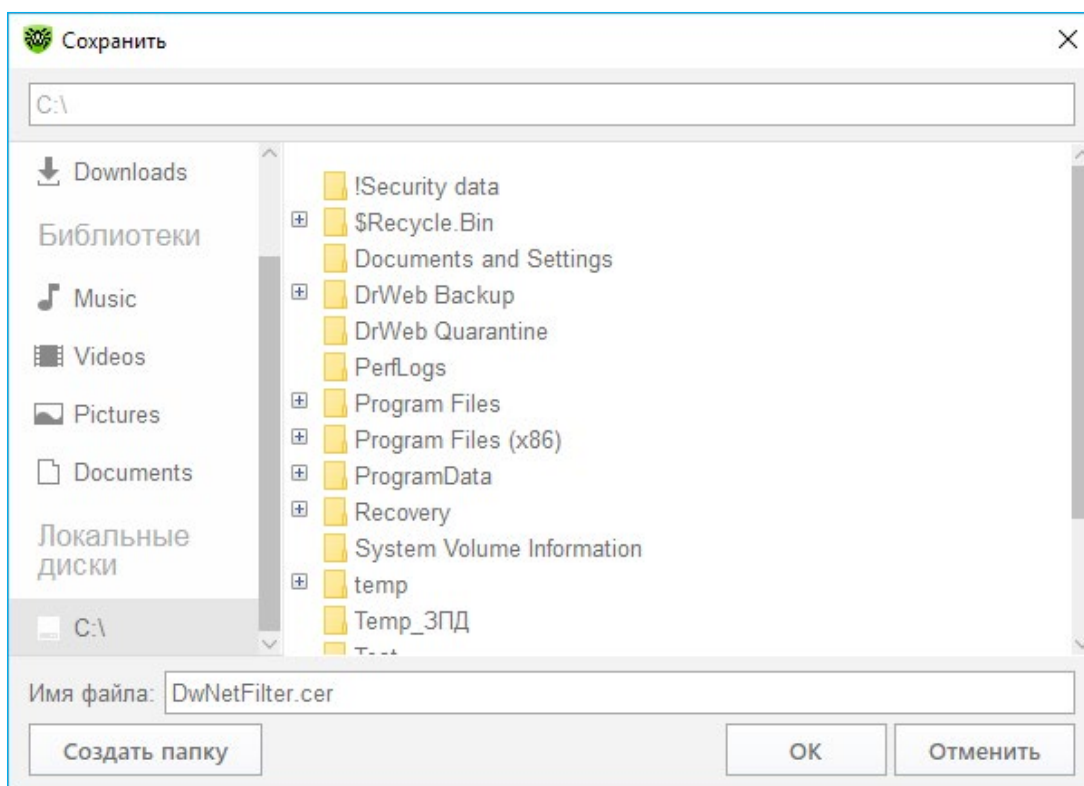 Сохранить
C:\
Downloads
Библиотеки
Music
Videos
Pictures
Documents
Локальные
диски
C:\
!Security data
$Recycle.Bin
Documents and Settings
DrWeb Backup
DrWeb Quarantine
PerfLogs
Program Files
Program Files (x86)
ProgramData
Recovery
System Volume Information
temp
Temp_ЗПД
Имя файла: DwNetFilter.cer
Создать папку
ОК
Отменить